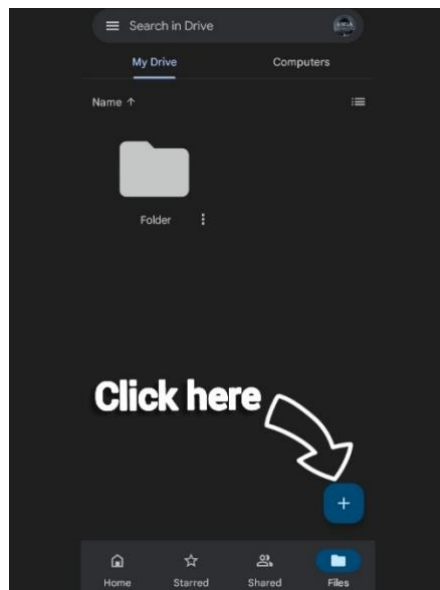 Search in Drive
My Drive Computers
Name ↑
Folder
Click here
Home Starred Shared Files